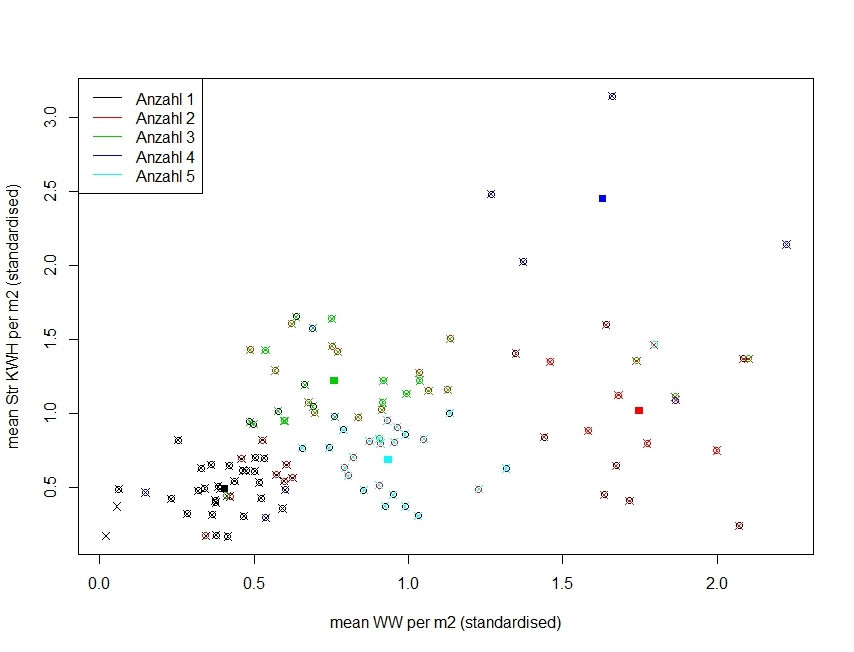 Anzahl 1
Anzahl 2
Anzahl 3
Anzahl 4
Anzahl 5
mean Str KWH per m2 (standardised)
3.0
2.5
2.0
1.5
1.0
0.5
0.0 0.5 1.0 1.5 2.0
mean WW per m2 (standardised)